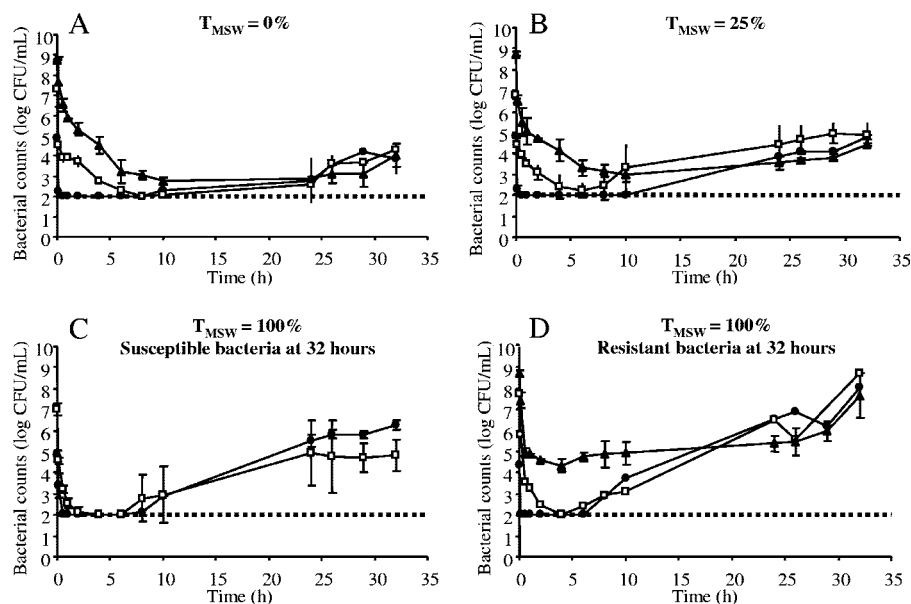 A
T_MSW = 0%
Bacterial counts (log CFU/mL)
10
9
8
7
6
5
4
3
2
1
0
0 5 10 15 20 25 30 35
Time (h)
B
T_MSW = 25%
Bacterial counts (log CFU/mL)
10
9
8
7
6
5
4
3
2
1
0
0 5 10 15 20 25 30 35
Time (h)
C
T_MSW = 100%
Susceptible bacteria at 32 hours
Bacterial counts (log CFU/mL)
10
9
8
7
6
5
4
3
2
1
0
0 5 10 15 20 25 30 35
Time (h)
D
T_MSW = 100%
Resistant bacteria at 32 hours
Bacterial counts (log CFU/mL)
10
9
8
7
6
5
4
3
2
1
0
0 5 10 15 20 25 30 35
Time (h)